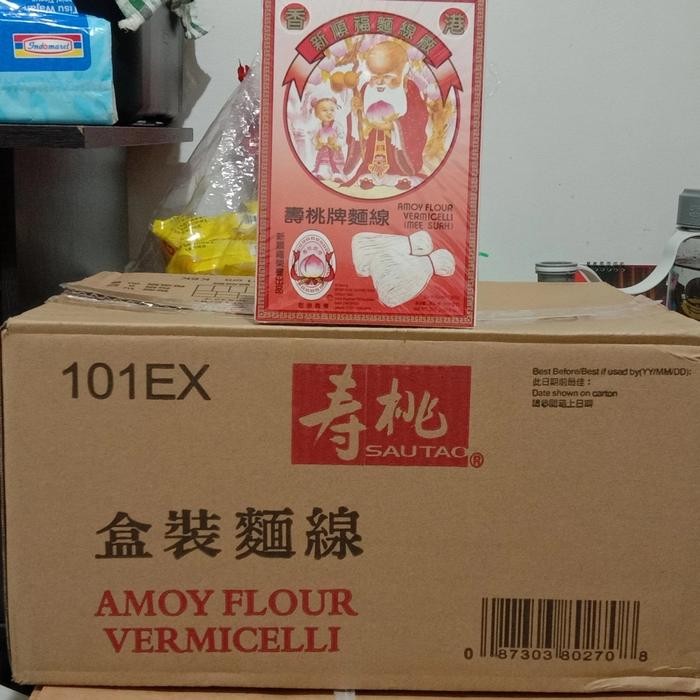 Tisu Wajah
Indomaret
香 港
新順福麵線廠
壽桃牌麵線
AMOY FLOUR
VERMICELLI
(MEE SUAH)
101EX
寿桃
SAUTAO®
Best Before/Best if used by(YY/MM/DD):
此日期前最佳：
Date shown on carton
請參閱箱上日期
盒裝麵線
AMOY FLOUR
VERMICELLI
0 87303 80270 8